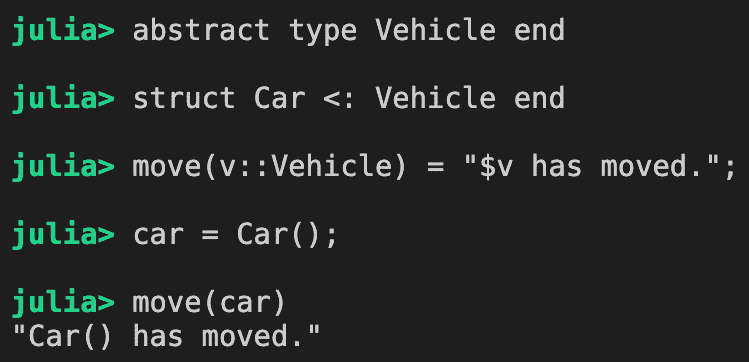 julia> abstract type Vehicle end
julia> struct Car <: Vehicle end
julia> move(v::Vehicle) = "$v has moved.";
julia> car = Car();
julia> move(car)
"Car() has moved."